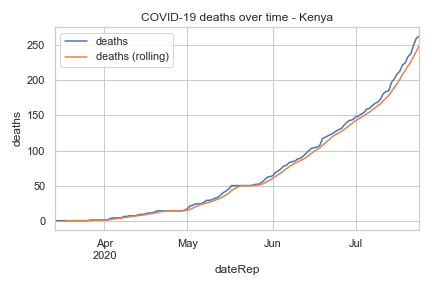 COVID-19 deaths over time - Kenya
deaths
deaths (rolling)
250
200
150
100
50
0
deaths
Apr
2020
May
Jun
Jul
dateRep